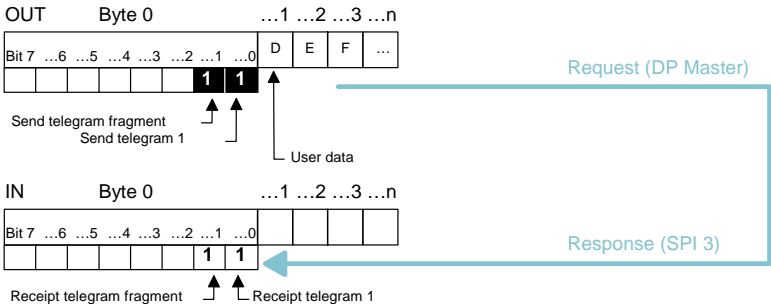 OUT Byte 0 …1 …2 …3 …n
Bit 7 …6 …5 …4 …3 …2 …1 …0 D E F …
1 1
Request (DP Master)
Send telegram fragment
Send telegram 1
User data
IN Byte 0 …1 …2 …3 …n
Bit 7 …6 …5 …4 …3 …2 …1 …0
1 1
Response (SPI 3)
Receipt telegram fragment Receipt telegram 1